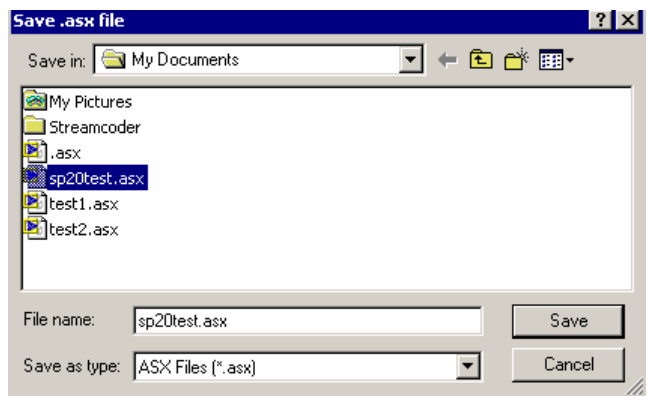 Save .asx file
Save in: My Documents
My Pictures
Streamcoder
.asx
sp20test.asx
test1.asx
test2.asx
File name: sp20test.asx Save
Save as type: ASX Files (*.asx) Cancel